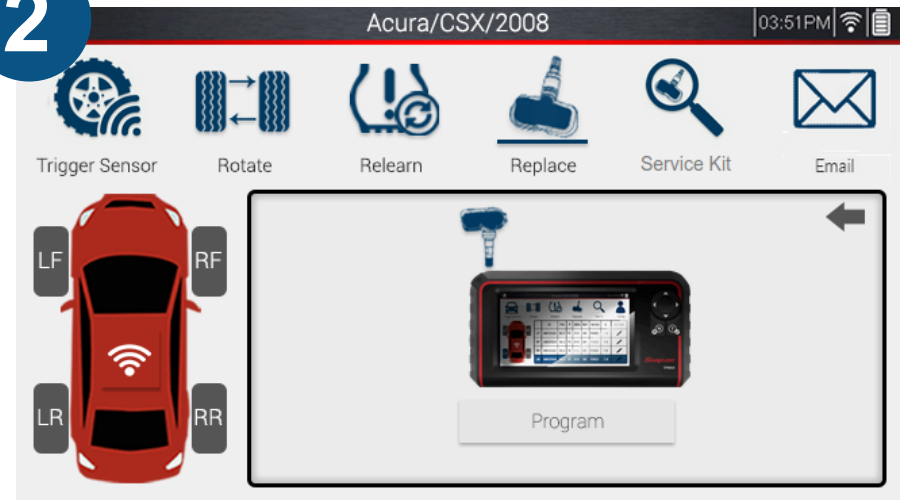 2
Acura/CSX/2008
03:51PM
Trigger Sensor
Rotate
Relearn
Replace
Service Kit
Email
LF
RF
LR
RR
Program